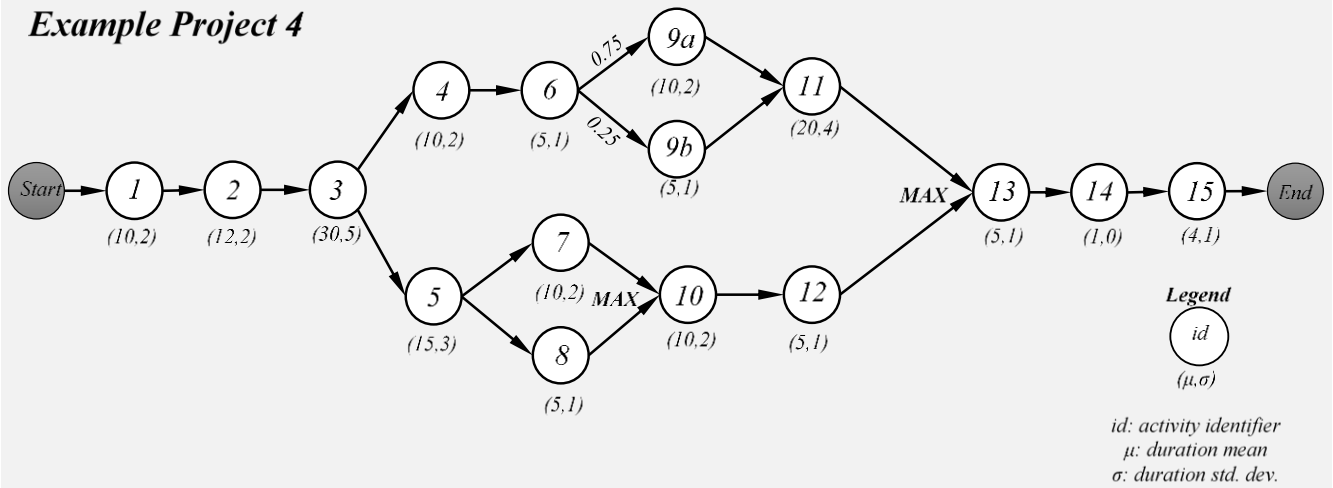 Example Project 4
0.75
9a
(10,2)
4
(10,2)
6
(5,1)
0.25
9b
(5,1)
11
(20,4)
Start
1
(10,2)
2
(12,2)
3
(30,5)
MAX
13
(5,1)
14
(1,0)
15
(4,1)
End
5
(15,3)
7
(10,2)
8
(5,1)
MAX
10
(10,2)
12
(5,1)
Legend
id
(μ,σ)
id: activity identifier
μ: duration mean
σ: duration std. dev.